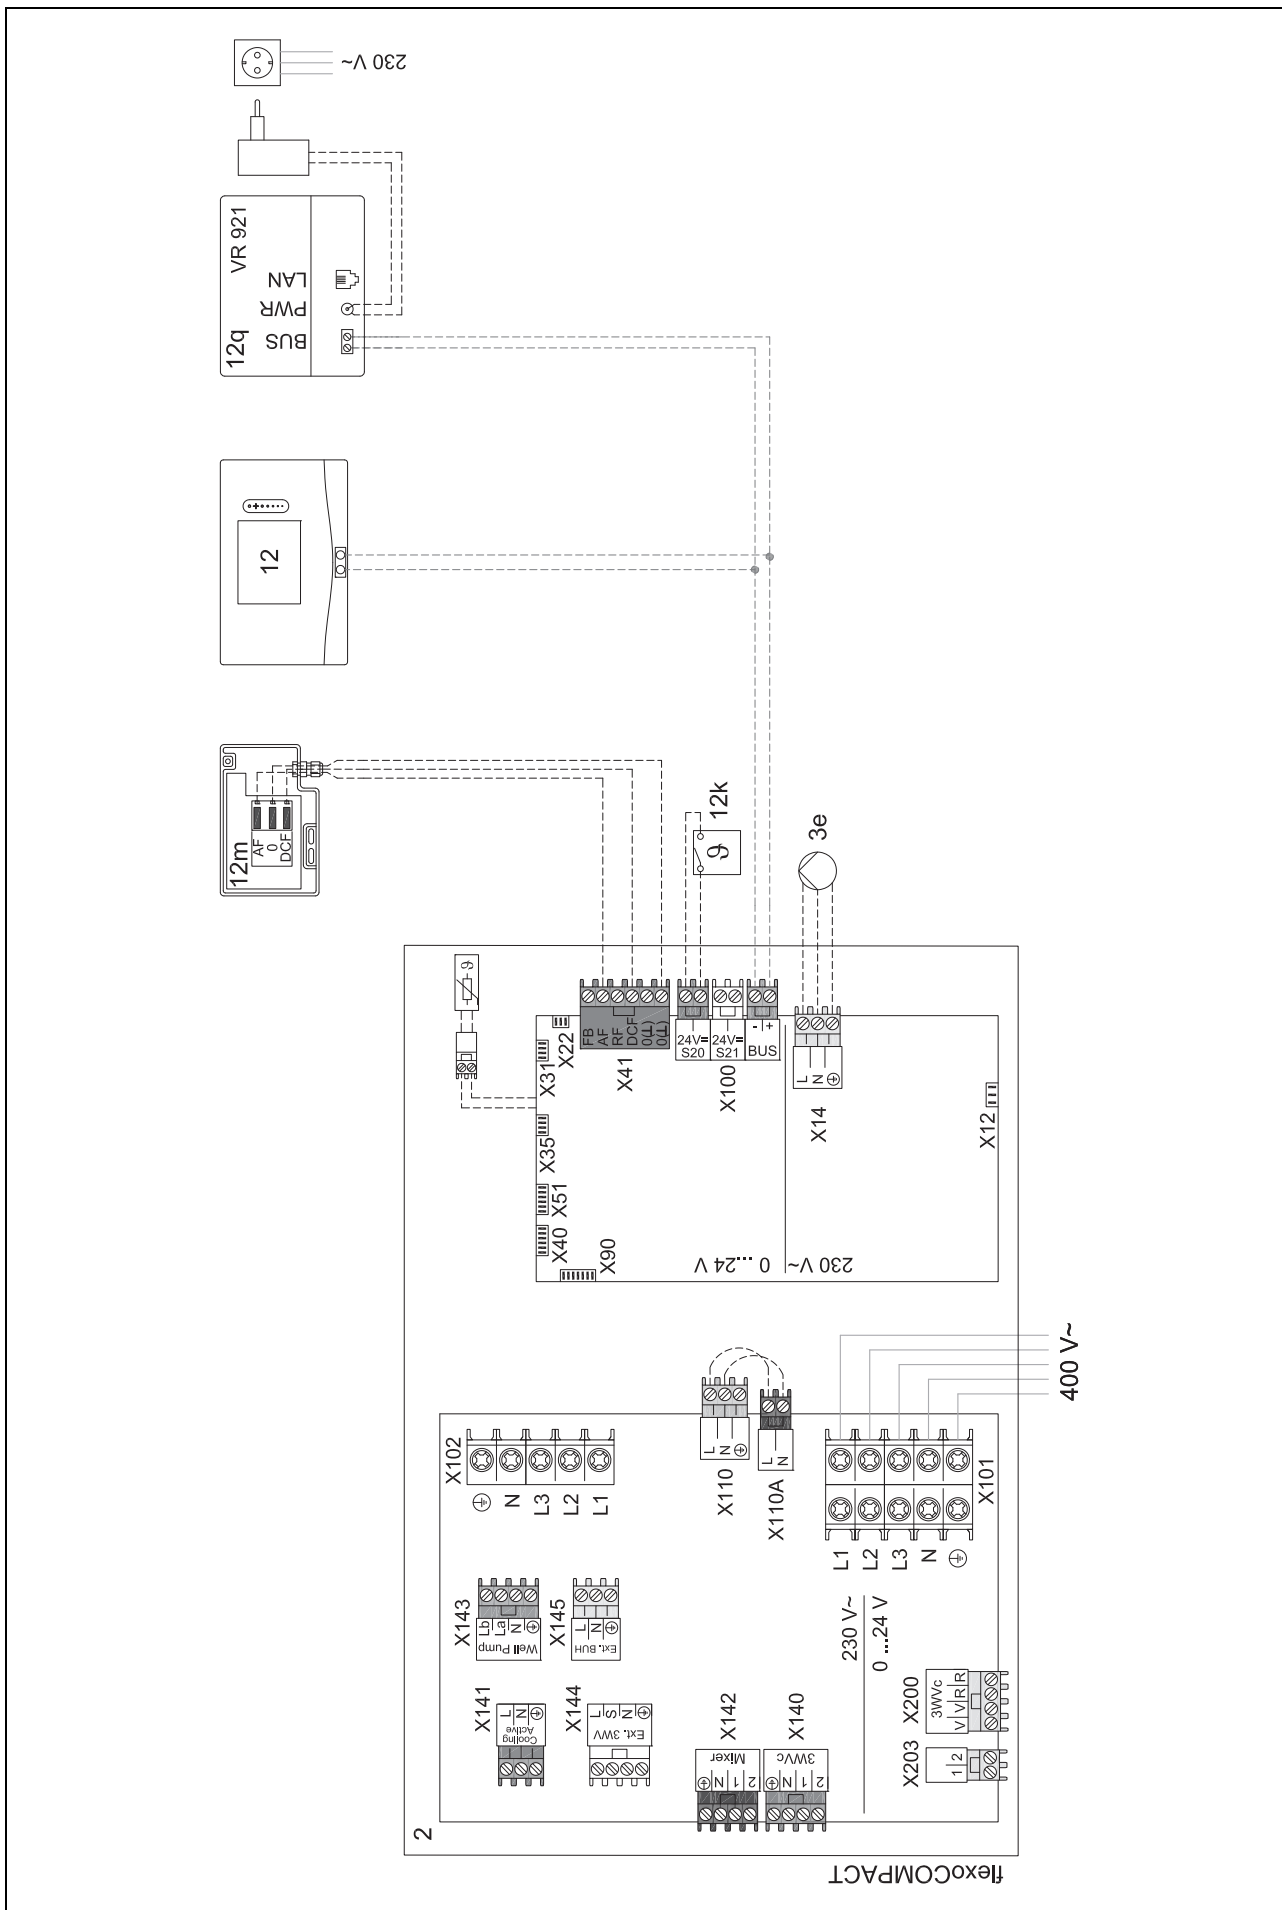 230 V~
VR 921
LAN
PWR
BUS
12q
12
12m
AF
0
DCF
12k
ϑ
3e
ϑ
X22
X31
X35
X51
X40
X90
FB
AF
RF
DCF
0(⊥)
0(⊥)
X41
24V=
S20
24V=
S21
X100
- +
BUS
L
N
X14
X12
0 ...24 V
230 V~
400 V~
X102
N
L3
L2
L1
L
N
X110
L
N
X110A
X101
L1
L2
L3
N
X143
Lb
La
N
Well Pump
X145
L
N
Ext. BUH
X141
L
N
Cooling
Active
X144
L
S
N
Ext. 3WV
X142
Mixer
N 1 2
X140
3WVc
N 1 2
230 V~
0 ...24 V
X200
3WVc
V V R R
X203
1 2
2
flexoCOMPACT